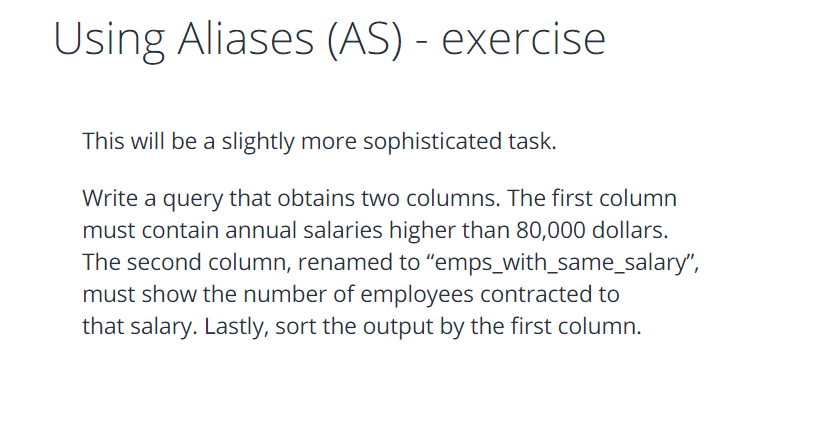 Using Aliases (AS) - exercise
This will be a slightly more sophisticated task.
Write a query that obtains two columns. The first column
must contain annual salaries higher than 80,000 dollars.
The second column, renamed to “emps_with_same_salary”,
must show the number of employees contracted to
that salary. Lastly, sort the output by the first column.